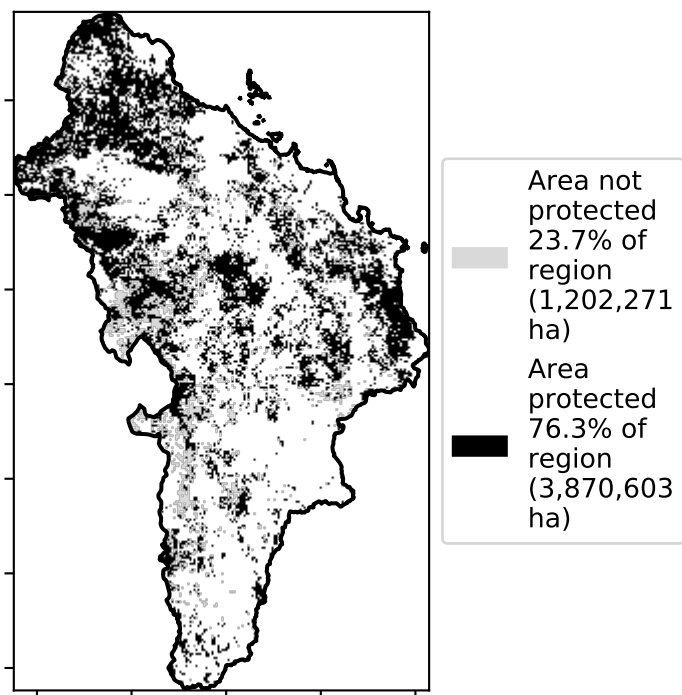 Area not
protected
23.7% of
region
(1,202,271
ha)
Area
protected
76.3% of
region
(3,870,603
ha)